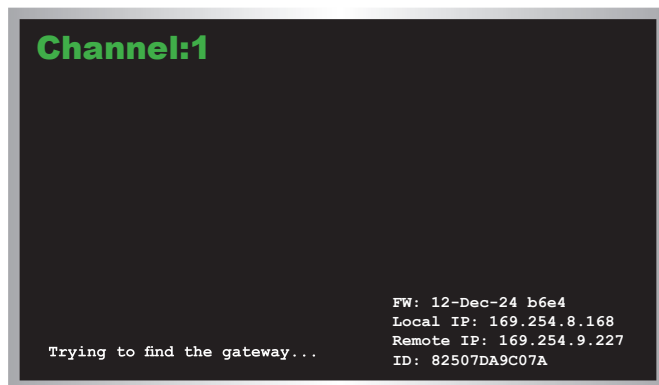 Channel:1
FW: 12-Dec-24 b6e4
Local IP: 169.254.8.168
Remote IP: 169.254.9.227
Trying to find the gateway...
ID: 82507DA9C07A